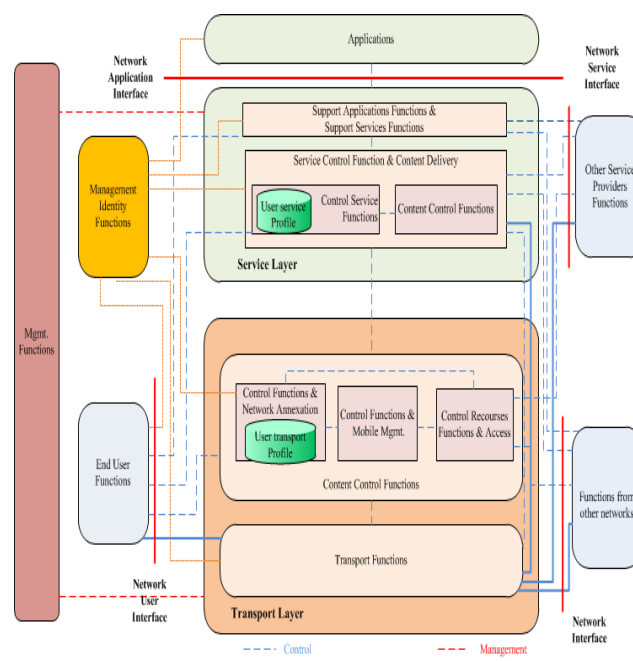 Applications
Network
Application
Interface
Network
Service
Interface
Support Applications Functions &
Support Services Functions
Service Control Function & Content Delivery
User service
Profile
Control Service
Functions
Content Control Functions
Service Layer
Management
Identity
Functions
Other Service
Providers
Functions
Mgmt.
Functions
Control Functions &
Network Annexation
User transport
Profile
Control Functions &
Mobile Mgmt.
Control Recourses
Functions & Access
Content Control Functions
End User
Functions
Functions from
other networks
Transport Functions
Network
User
Interface
Transport Layer
Network
Interface
Control
Management